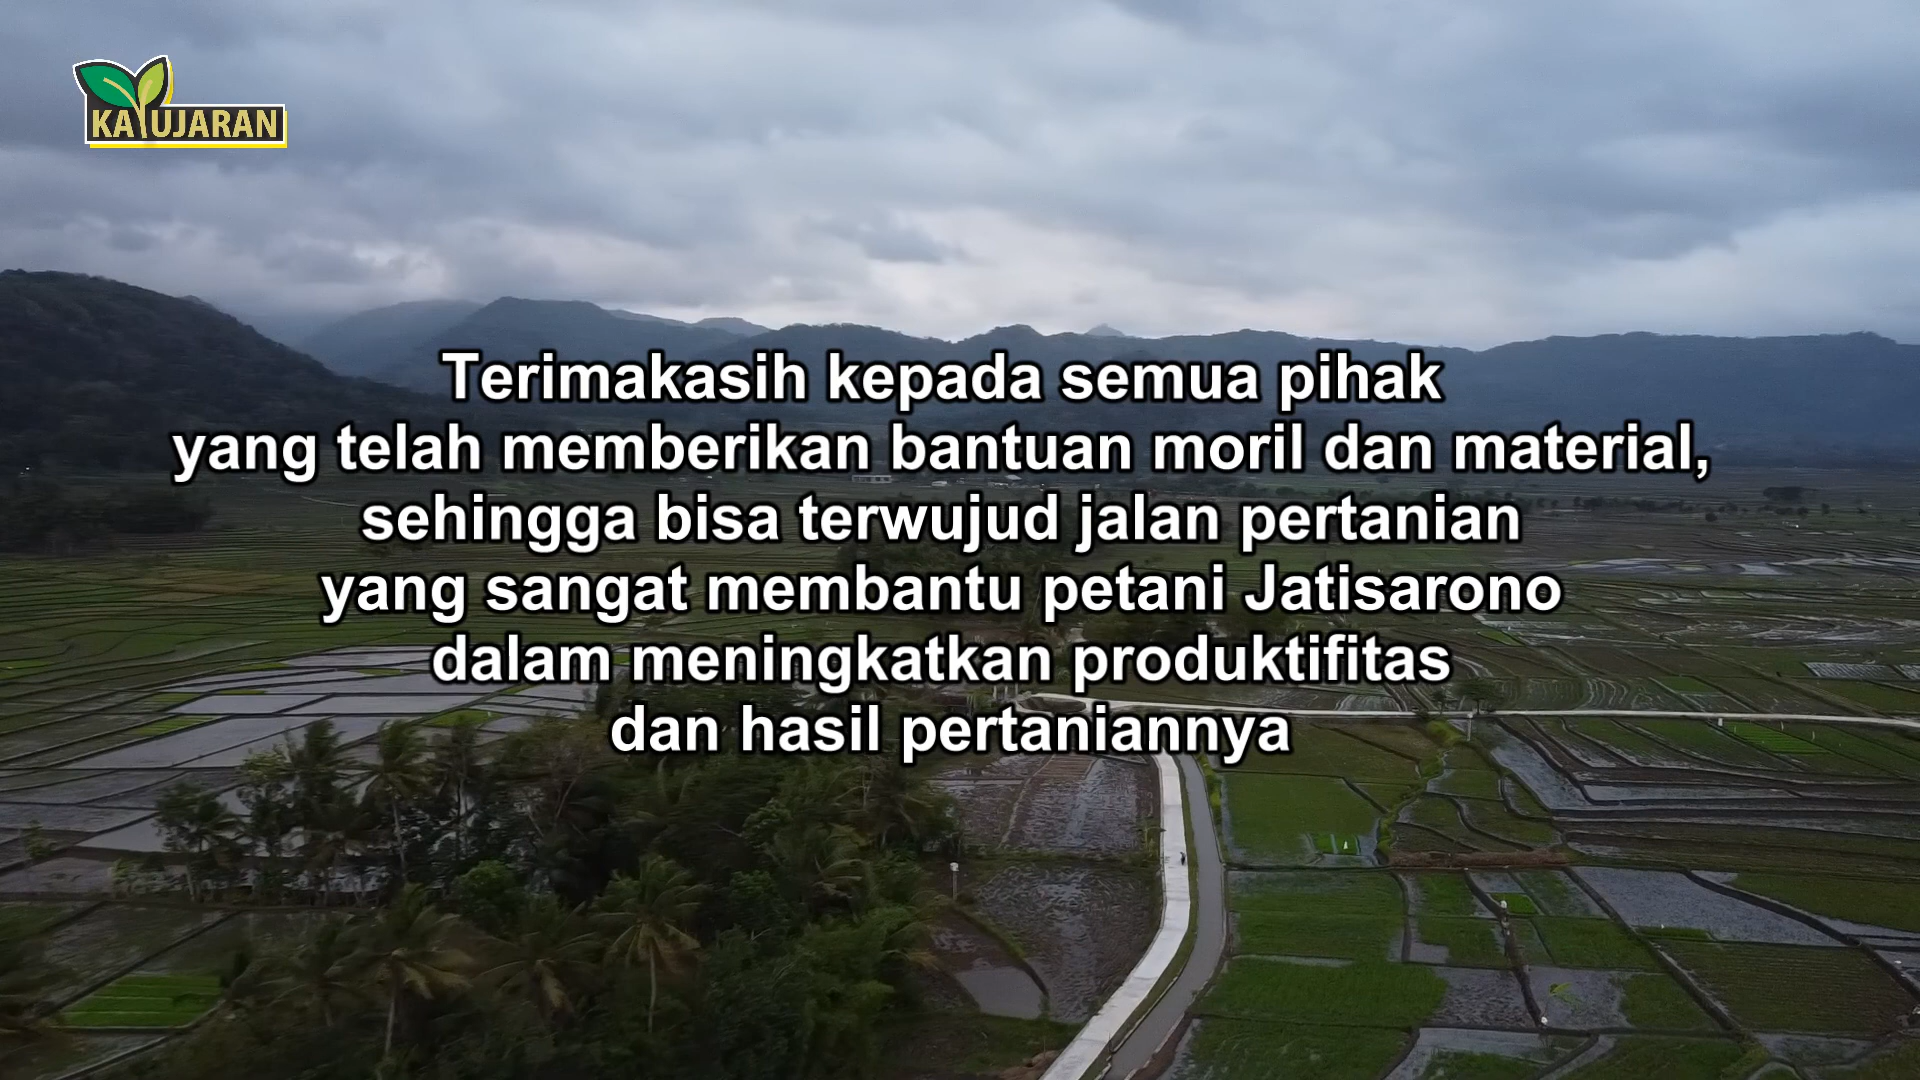 KAYUJARAN
Terimakasih kepada semua pihak
yang telah memberikan bantuan moril dan material,
sehingga bisa terwujud jalan pertanian
yang sangat membantu petani Jatisarono
dalam meningkatkan produktifitas
dan hasil pertaniannya